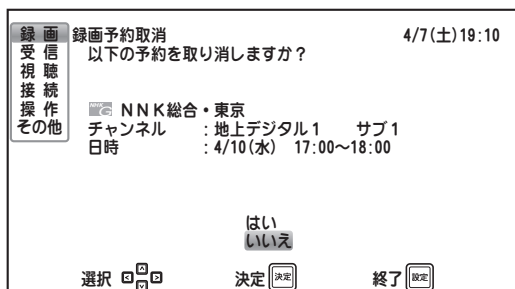 録画 録画予約取消 4/7(土)19:10
受信 以下の予約を取り消しますか？
視聴
接続
操作 NNK総合・東京
その他 チャンネル :地上デジタル1 サブ1
日時 :4/10(水) 17:00～18:00
はい
いいえ
選択 決定 決定 終了 設定